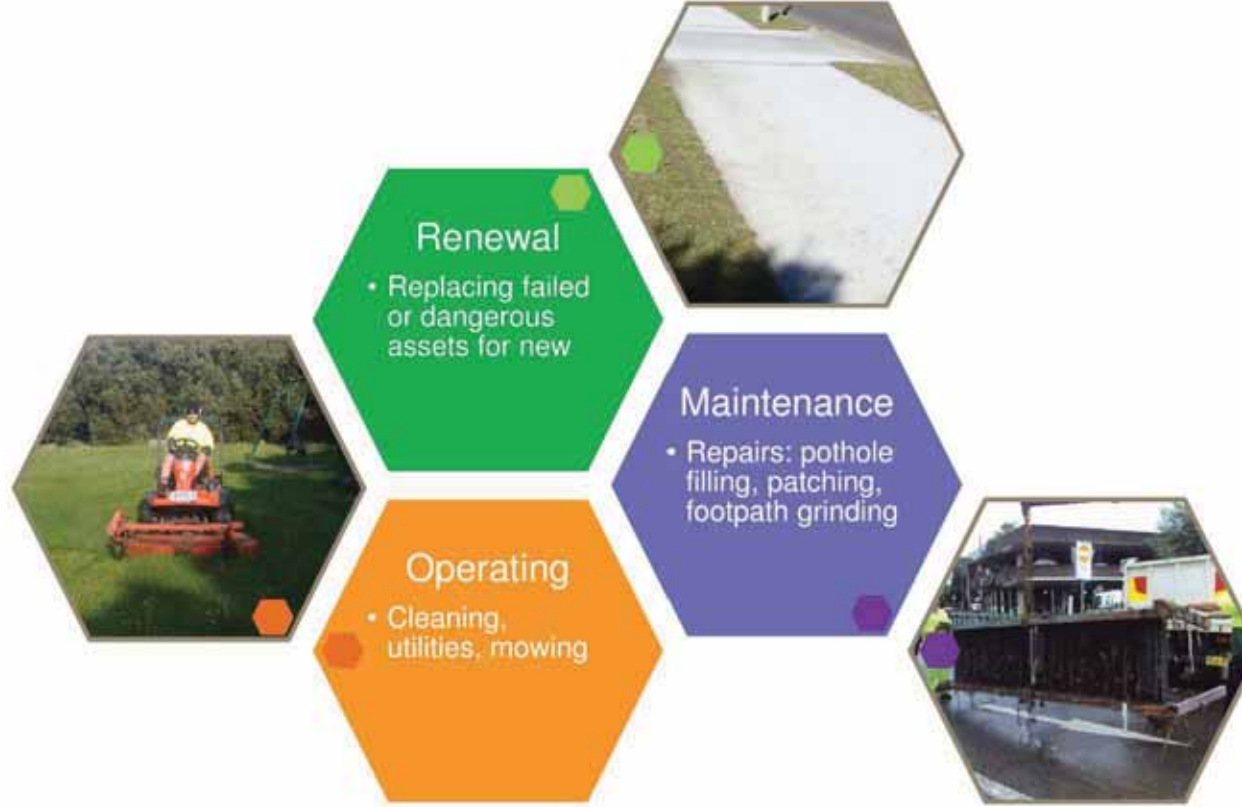 Renewal
• Replacing failed
or dangerous
assets for new
Maintenance
• Repairs: pothole
filling, patching,
footpath grinding
Operating
• Cleaning,
utilities, mowing